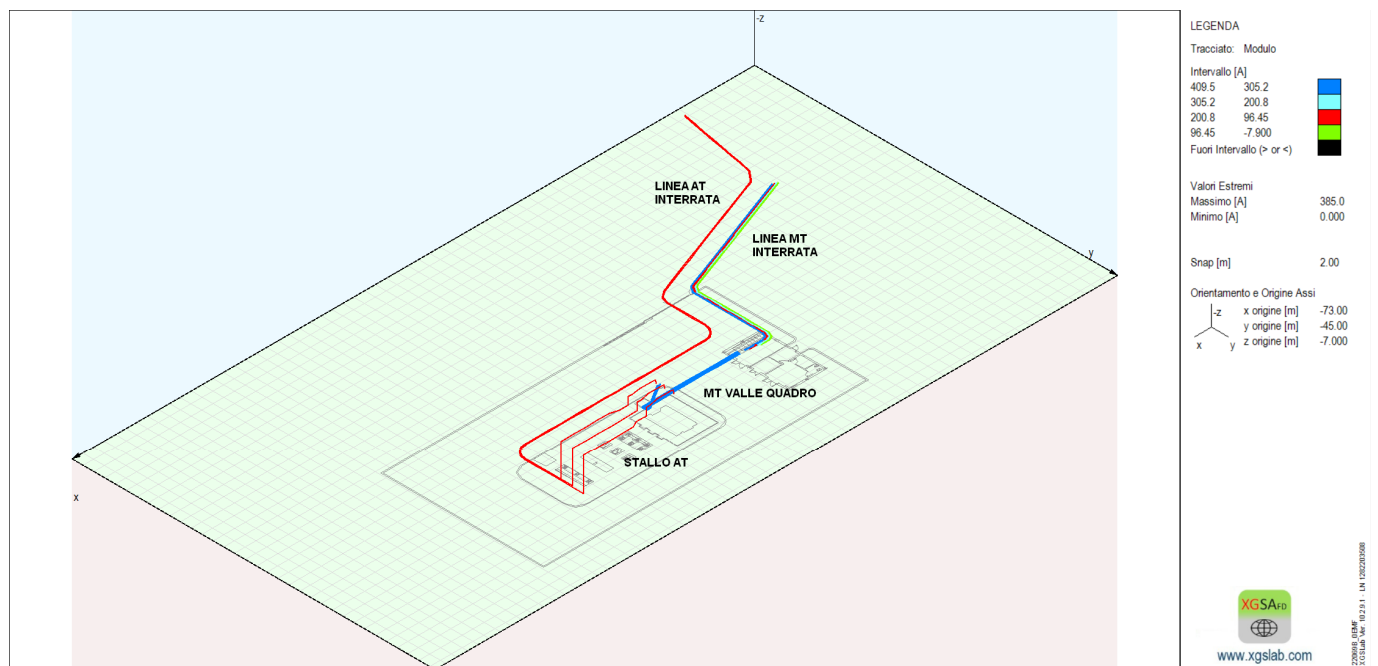 -z
LINEA AT
INTERRATA
LINEA MT
INTERRATA
y
MT VALLE QUADRO
STALLO AT
x
LEGENDA
Tracciato: Modulo
Intervallo [A]
409.5 305.2
305.2 200.8
200.8 96.45
96.45 -7.900
Fuori Intervallo (> or <)
Valori Estremi
Massimo [A] 385.0
Minimo [A] 0.000
Snap [m] 2.00
Orientamento e Origine Assi
-z x origine [m] -73.00
y origine [m] -45.00
x y z origine [m] -7.000
XGSA FD
www.xgslab.com